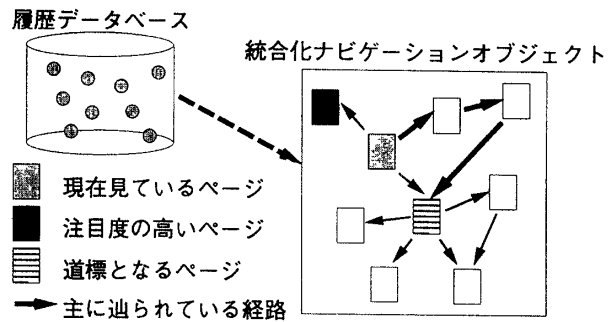 履歴データベース
統合化ナビゲーションオブジェクト
現在見ているページ
注目度の高いページ
道標となるページ
主に辿られている経路